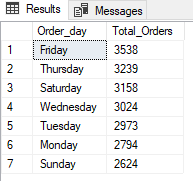 Results Messages
Order_day Total_Orders
1 Friday 3538
2 Thursday 3239
3 Saturday 3158
4 Wednesday 3024
5 Tuesday 2973
6 Monday 2794
7 Sunday 2624